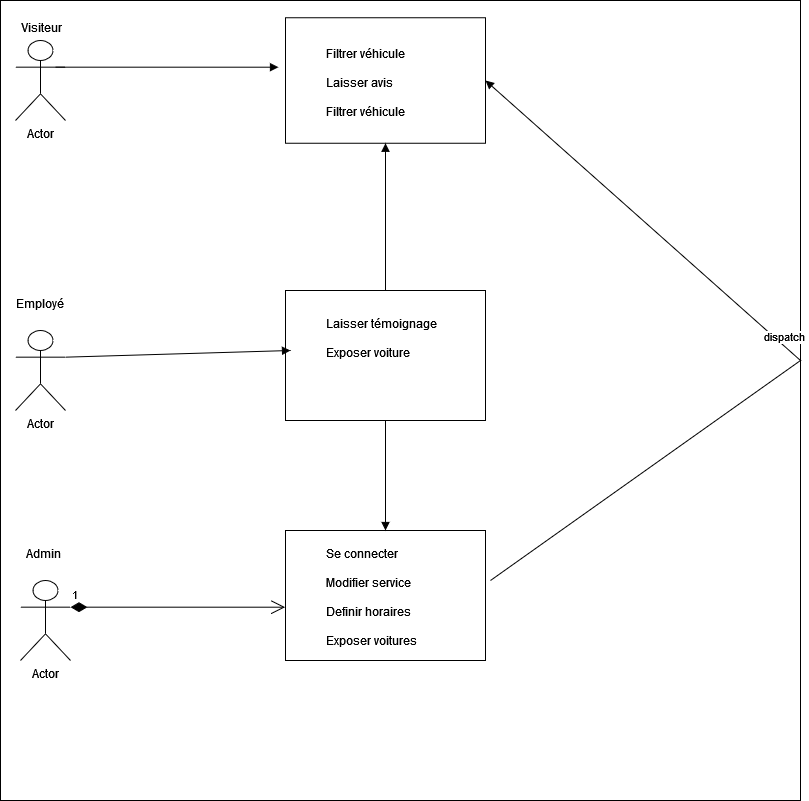 Visiteur
Actor
Filtrer véhicule
Laisser avis
Filtrer véhicule
dispatch
Employé
Actor
Laisser témoignage
Exposer voiture
Admin
1
Actor
Se connecter
Modifier service
Definir horaires
Exposer voitures